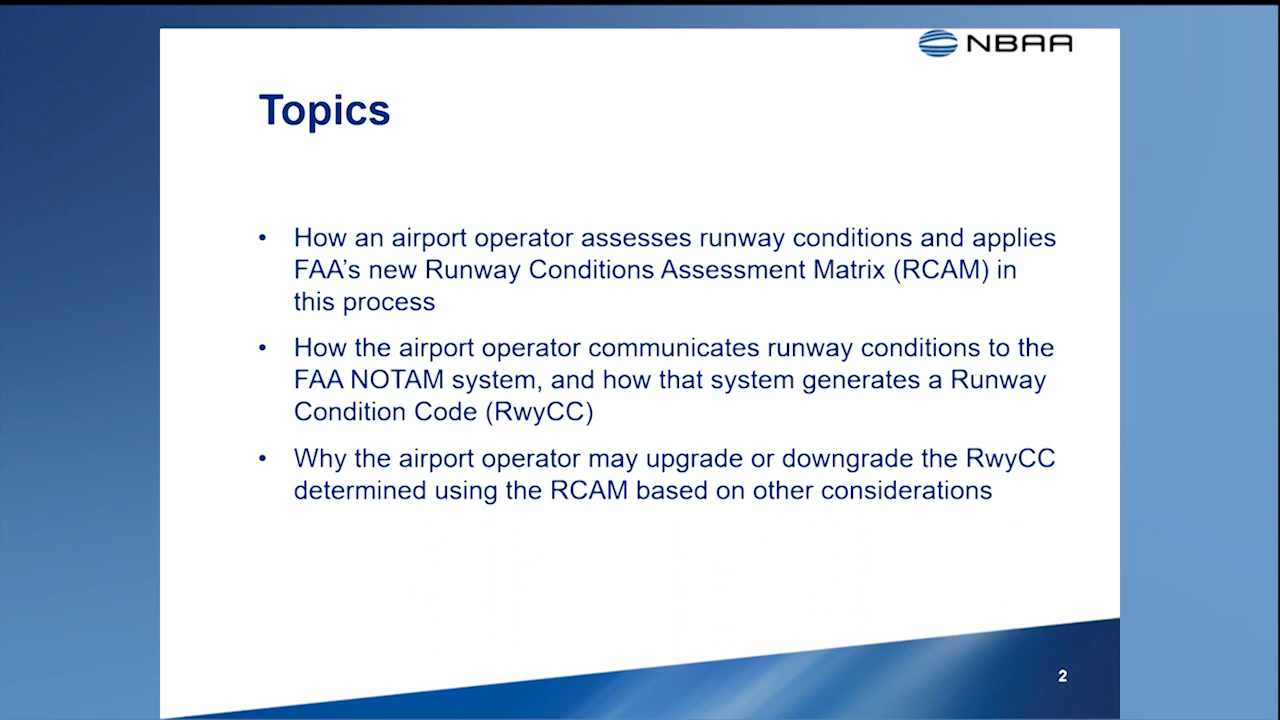 NBAA
Topics
• How an airport operator assesses runway conditions and applies
FAA’s new Runway Conditions Assessment Matrix (RCAM) in
this process
• How the airport operator communicates runway conditions to the
FAA NOTAM system, and how that system generates a Runway
Condition Code (RwyCC)
• Why the airport operator may upgrade or downgrade the RwyCC
determined using the RCAM based on other considerations
2